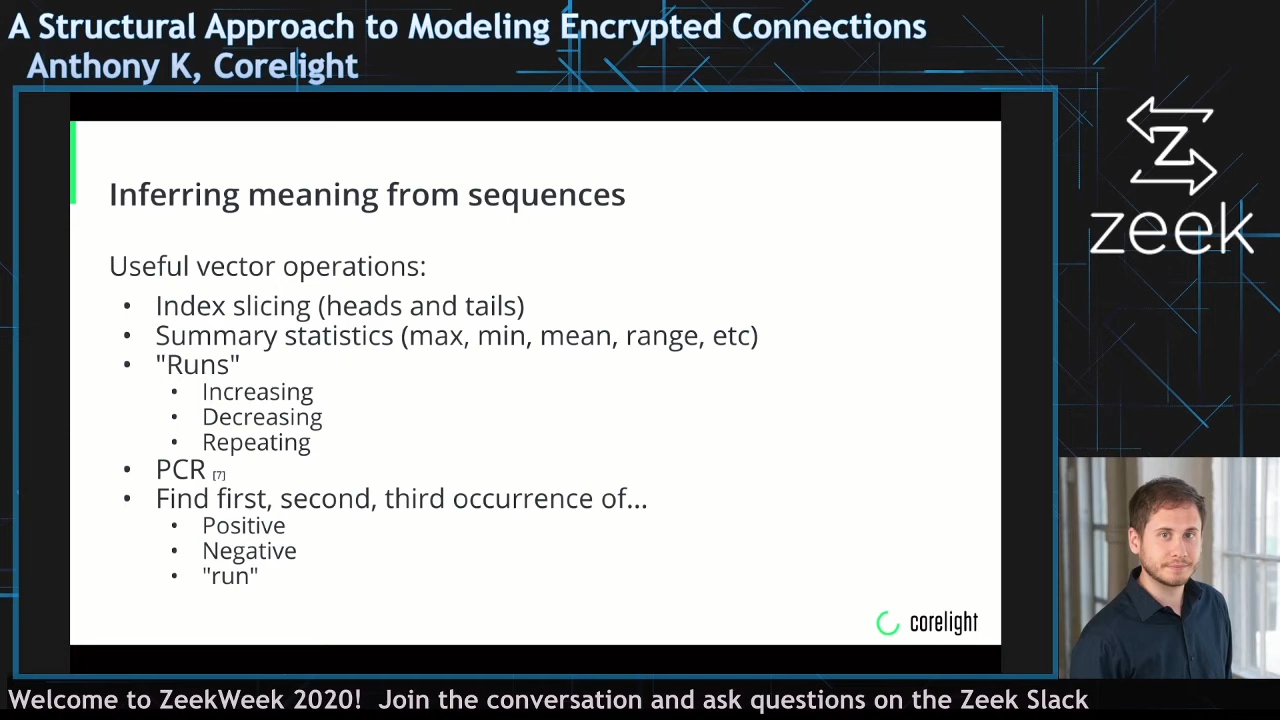 A Structural Approach to Modeling Encrypted Connections
Anthony K, Corelight
Inferring meaning from sequences
Useful vector operations:
• Index slicing (heads and tails)
• Summary statistics (max, min, mean, range, etc)
• "Runs"
• Increasing
• Decreasing
• Repeating
• PCR [7]
• Find first, second, third occurrence of...
• Positive
• Negative
• "run"
corelight
Z
zeek
Welcome to ZeekWeek 2020! Join the conversation and ask questions on the Zeek Slack